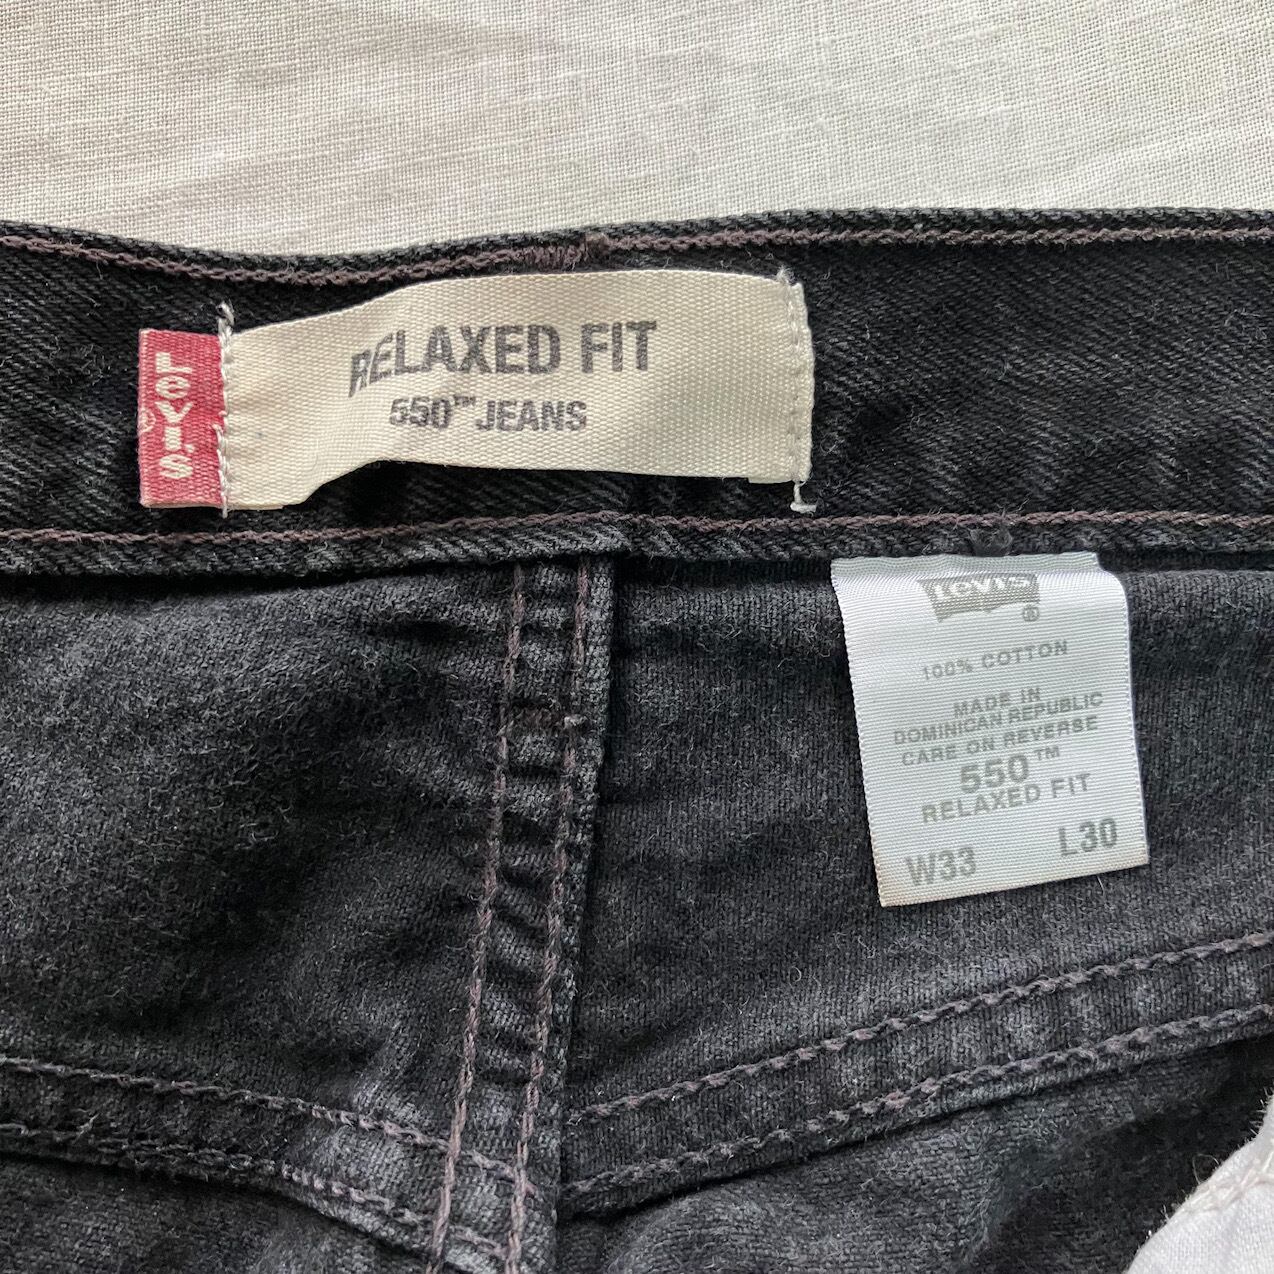 RELAXED FIT
550™ JEANS
Levi's
®
Levi's
®
100% COTTON
MADE IN
DOMINICAN REPUBLIC
CARE ON REVERSE
550™
RELAXED FIT
W33 L30